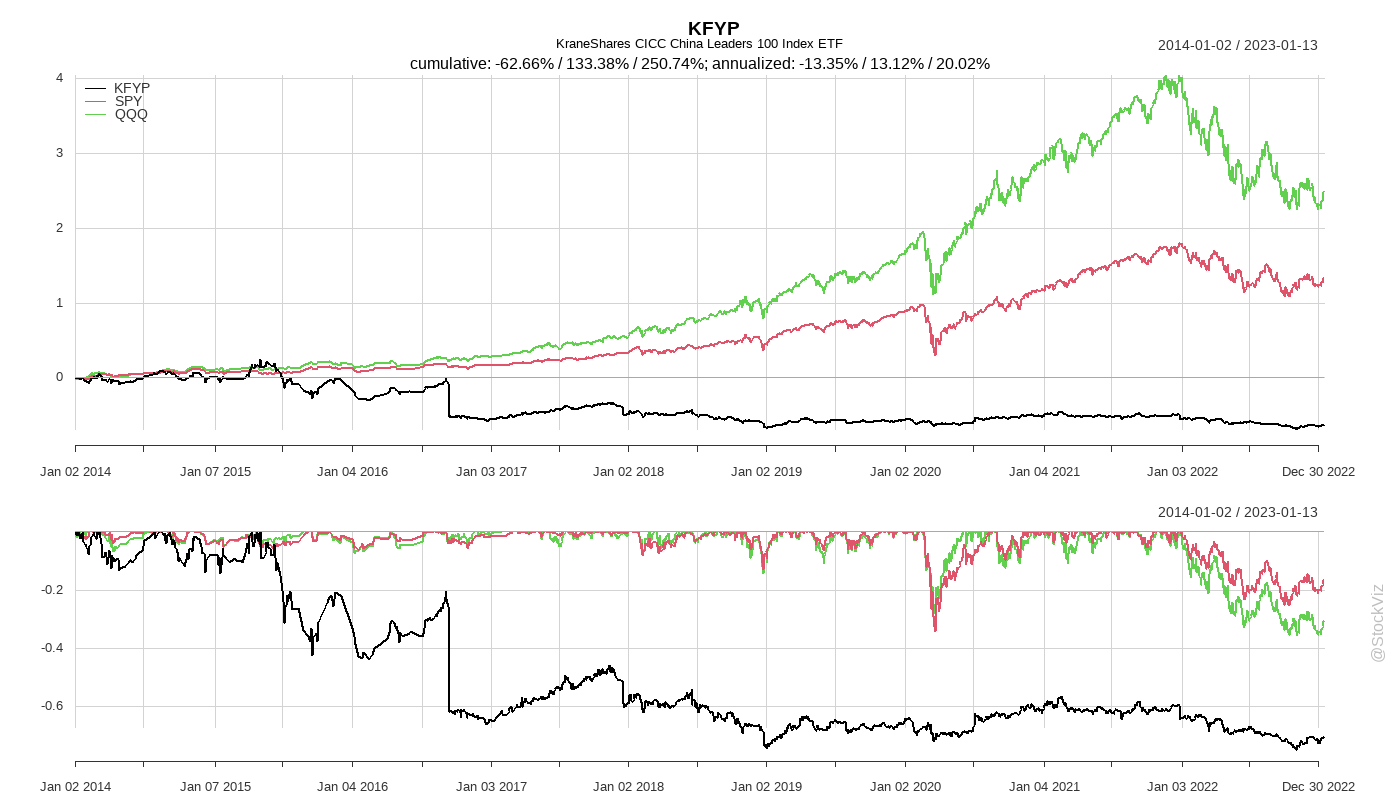 KFYP
KraneShares CICC China Leaders 100 Index ETF
2014-01-02 / 2023-01-13
cumulative: -62.66% / 133.38% / 250.74%; annualized: -13.35% / 13.12% / 20.02%
KFYP
SPY
QQQ
4
3
2
1
0
Jan 02 2014 Jan 07 2015 Jan 04 2016 Jan 03 2017 Jan 02 2018 Jan 02 2019 Jan 02 2020 Jan 04 2021 Jan 03 2022 Dec 30 2022
2014-01-02 / 2023-01-13
-0.2
-0.4
-0.6
Jan 02 2014 Jan 07 2015 Jan 04 2016 Jan 03 2017 Jan 02 2018 Jan 02 2019 Jan 02 2020 Jan 04 2021 Jan 03 2022 Dec 30 2022
@StockViz